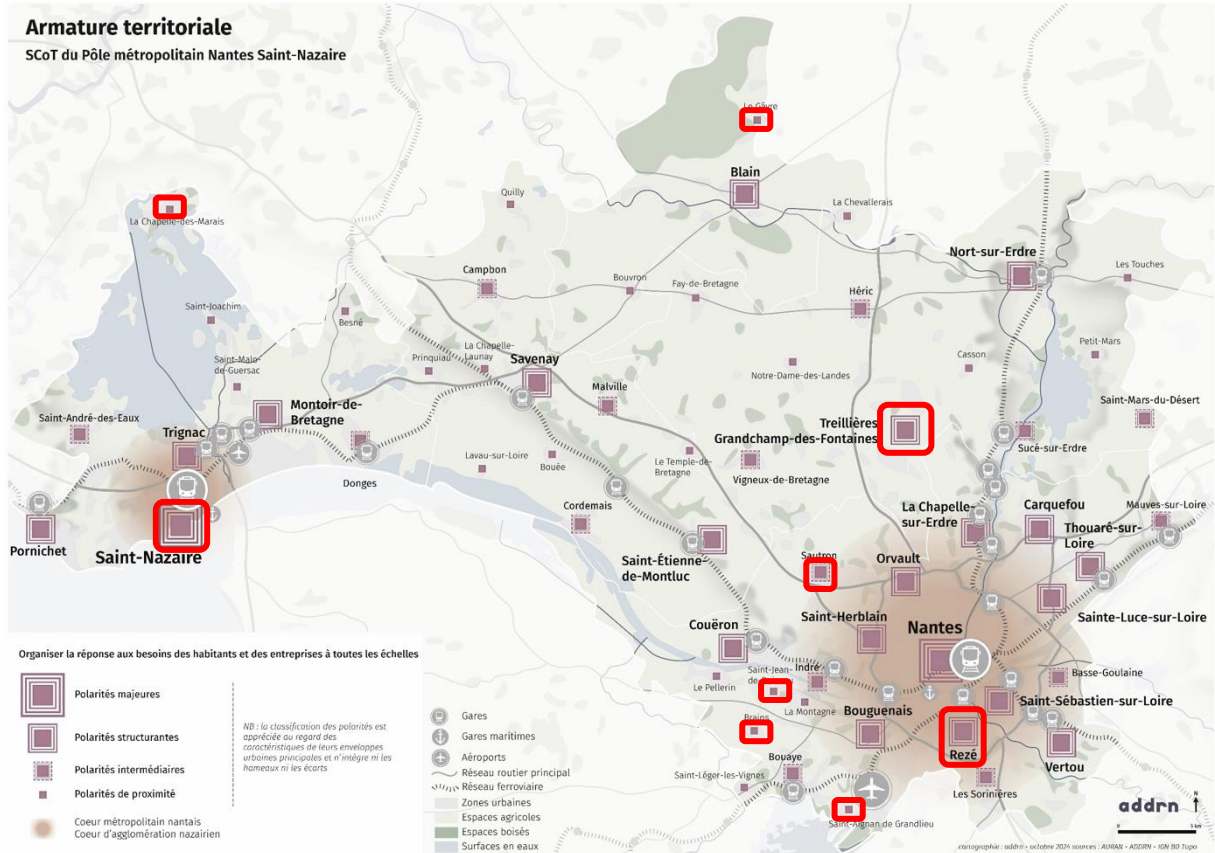 Armature territoriale
SCoT du Pôle métropolitain Nantes Saint-Nazaire
Le Gâvre
Blain
Quilly
La Chevallerais
La Chapelle-des-Marais
Nort-sur-Erdre
Les Touches
Campbon
Bouvron
Fay-de-Bretagne
Héric
Saint-Joachim
Besné
Saint-Malo-
de-Guersac
Prinquiau
La Chapelle-
Launay
Savenay
Malville
Notre-Dame-des-Landes
Casson
Petit-Mars
Saint-André-des-Eaux
Trignac
Montoir-de-
Bretagne
Treillières
Grandchamp-des-Fontaines
Saint-Mars-du-Désert
Sucé-sur-Erdre
Donges
Lavau-sur-Loire
Bouée
Le Temple-de-
Bretagne
Vigneux-de-Bretagne
Cordemais
La Chapelle-
sur-Erdre
Carquefou
Mauves-sur-Loire
Thouaré-sur-
Loire
Pornichet
Saint-Nazaire
Saint-Étienne-
de-Montluc
Sautron
Orvault
Saint-Herblain
Sainte-Luce-sur-Loire
Couëron
Nantes
Saint-Jean-
Indre
Basse-Goulaine
Le Pellerin
La Montagne
Saint-Sébastien-sur-Loire
Brains
Bouguenais
Rezé
Vertou
Saint-Léger-les-Vignes
Bouaye
Les Sorinières
Saint-Aignan de Grandlieu
Organiser la réponse aux besoins des habitants et des entreprises à toutes les échelles
Polarités majeures
Polarités structurantes
Polarités intermédiaires
Polarités de proximité
Coeur métropolitain nantais
Coeur d'agglomération nazairien
NB : la classification des polarités est
appréciée au regard des
caractéristiques de leurs enveloppes
urbaines principales et n'intègre ni les
hameaux ni les écarts
Gares
Gares maritimes
Aéroports
Réseau routier principal
Réseau ferroviaire
Zones urbaines
Espaces agricoles
Espaces boisés
Surfaces en eaux
addrn
N
0
5 km
cartographie : addrn - octobre 2024 sources : AURAN - ADDRN - IGN BD Topo